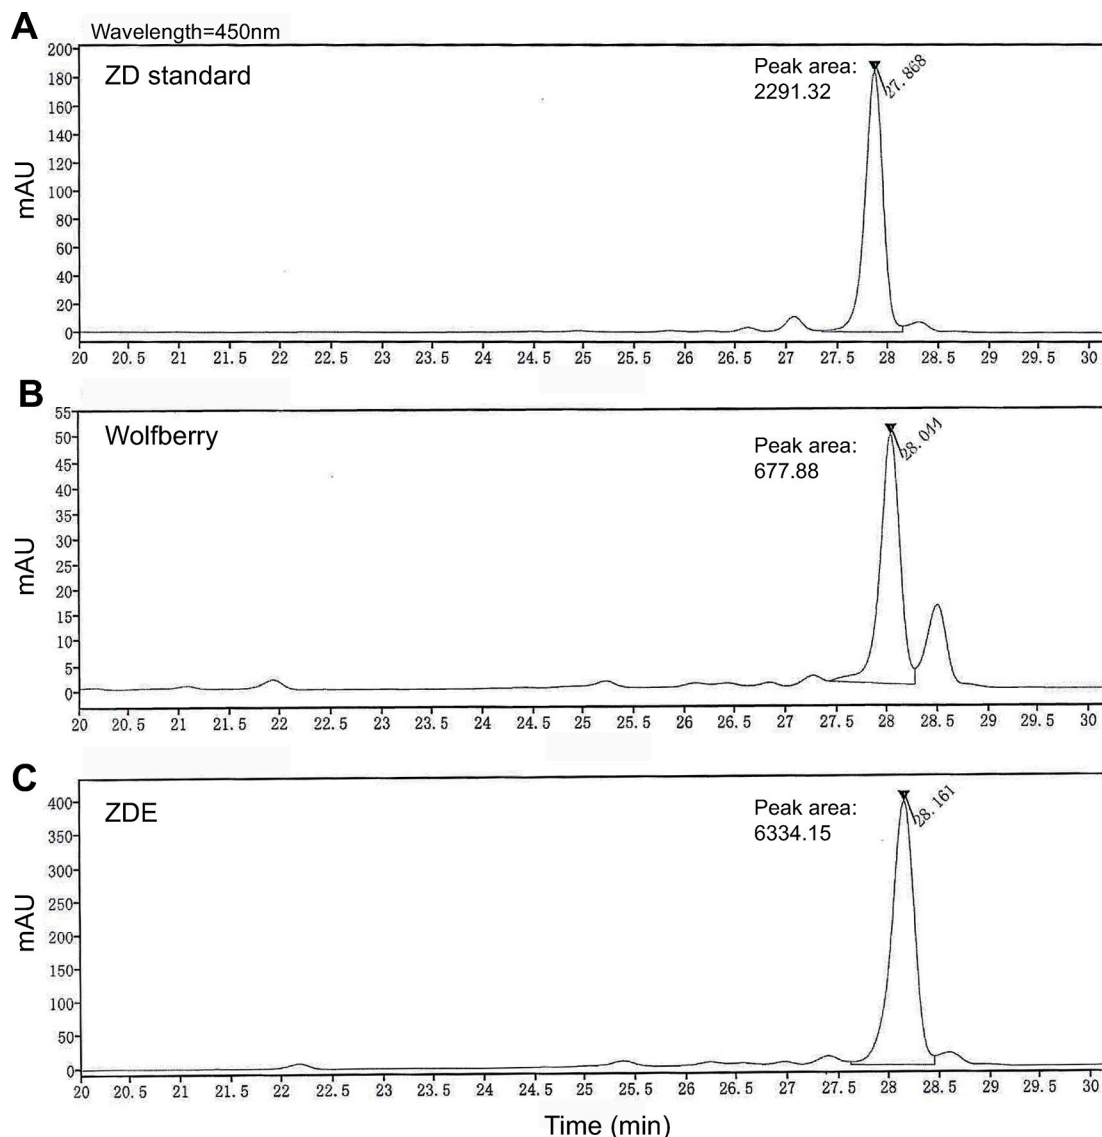 A
Wavelength=450nm
ZD standard
Peak area:
2291.32
27.868
mAU
200
180
160
140
120
100
80
60
40
20
0
20 20.5 21 21.5 22 22.5 23 23.5 24 24.5 25 25.5 26 26.5 27 27.5 28 28.5 29 29.5 30
B
Wolfberry
Peak area:
677.88
28.044
mAU
55
50
45
40
35
30
25
20
15
10
5
0
20 20.5 21 21.5 22 22.5 23 23.5 24 24.5 25 25.5 26 26.5 27 27.5 28 28.5 29 29.5 30
C
ZDE
Peak area:
6334.15
28.161
mAU
400
350
300
250
200
150
100
50
0
20 20.5 21 21.5 22 22.5 23 23.5 24 24.5 25 25.5 26 26.5 27 27.5 28 28.5 29 29.5 30
Time (min)